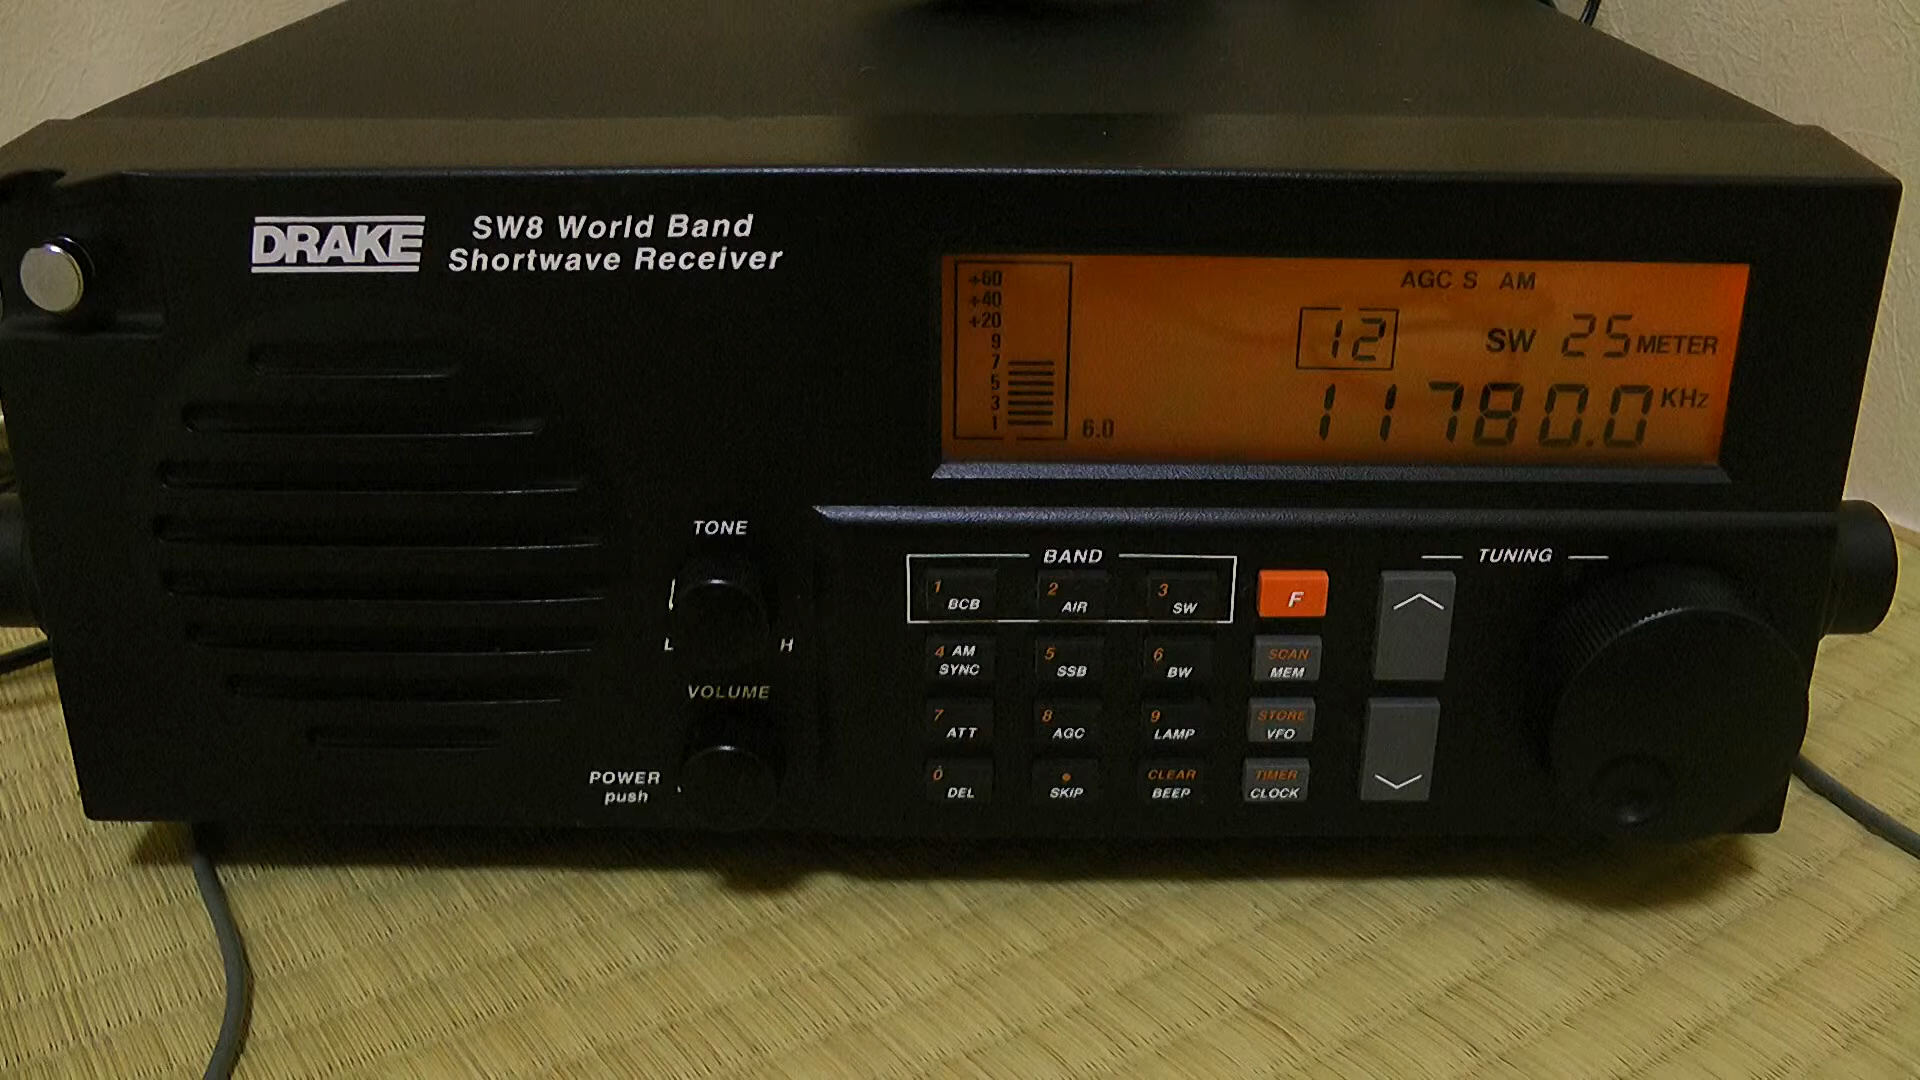 DRAKE
SW8 World Band
Shortwave Receiver
+60
+40
+20
9
7
5
3
1
6.0
AGC S AM
12
SW 25 METER
11780.0 KHz
TONE
L H
VOLUME
POWER
push
BAND
TUNING
1 BCB
2 AIR
3 SW
F
4 AM
SYNC
5
SSB
6
BW
SCAN
MEM
7
ATT
8
AGC
9
LAMP
STORE
VFO
0
DEL
•
SKIP
CLEAR
BEEP
TIMER
CLOCK